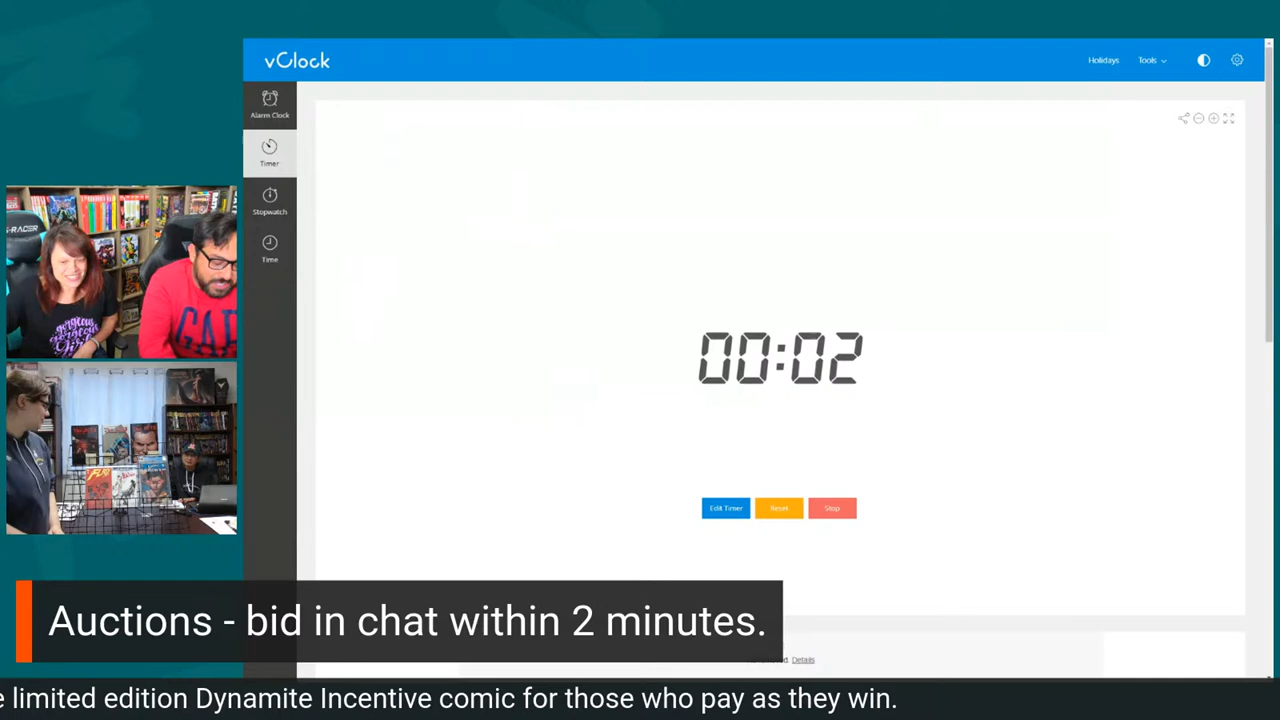 vClock
Holidays
Tools
Alarm Clock
Timer
Stopwatch
Time
00:02
Edit Timer
Reset
Stop
Auctions - bid in chat within 2 minutes.
Details
limited edition Dynamite Incentive comic for those who pay as they win.